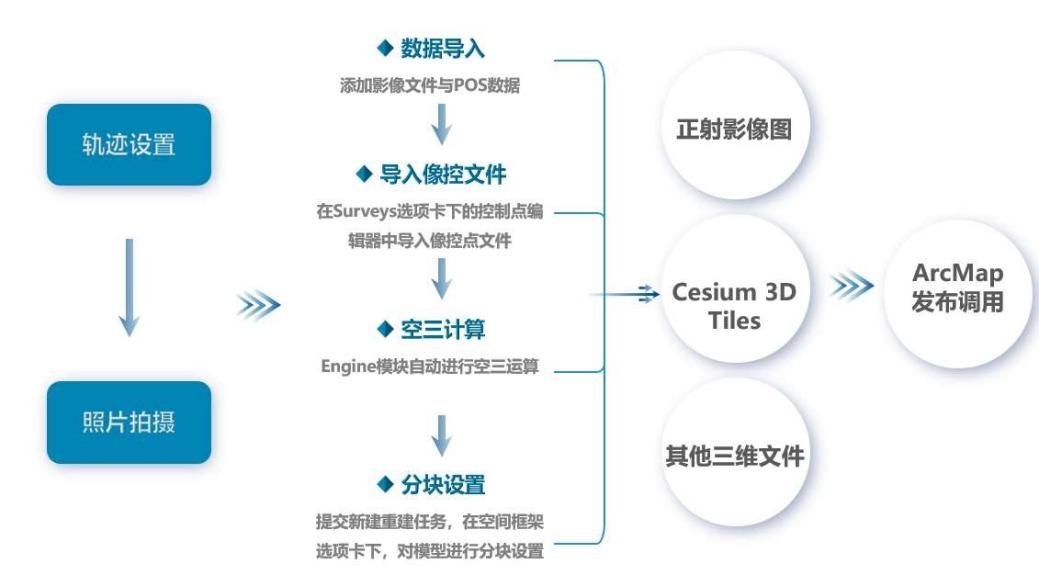 轨迹设置
照片拍摄
数据导入
添加影像文件与POS数据
导入像控文件
在Surveys选项卡下的控制点编
辑器中导入像控点文件
空三计算
Engine模块自动进行空三运算
分块设置
提交新建重建任务，在空间框架
选项卡下，对模型进行分块设置
正射影像图
Cesium 3D
Tiles
其他三维文件
ArcMap
发布调用